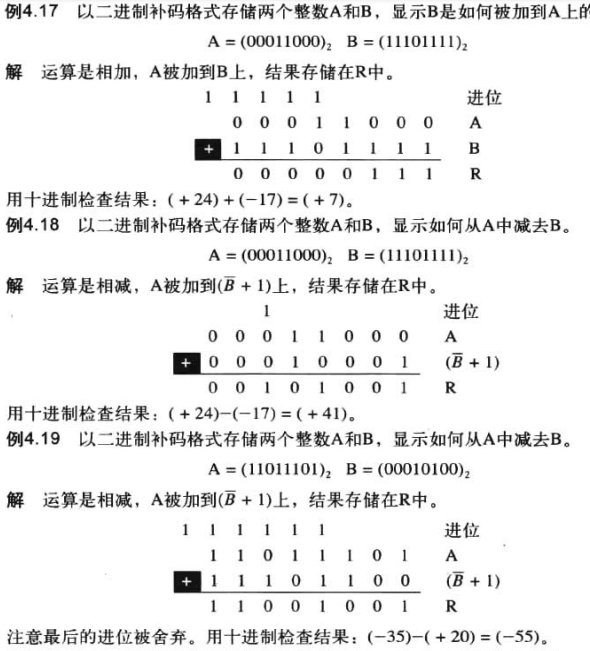 例4.17 以二进制补码格式存储两个整数A和B，显示B是如何被加到A上的
A = (00011000)₂ B = (11101111)₂
解 运算是相加，A被加到B上，结果存储在R中。
1 1 1 1 1 进位
0 0 0 1 1 0 0 0 A
+ 1 1 1 0 1 1 1 1 B
0 0 0 0 0 1 1 1 R
用十进制检查结果：( + 24) + (−17) = ( + 7)。
例4.18 以二进制补码格式存储两个整数A和B，显示如何从A中减去B。
A = (00011000)₂ B = (11101111)₂
解 运算是相减，A被加到(B̅ + 1)上，结果存储在R中。
1 进位
0 0 0 1 1 0 0 0 A
+ 0 0 0 1 0 0 0 1 (B̅ + 1)
0 0 1 0 1 0 0 1 R
用十进制检查结果：( + 24)−(−17) = ( + 41)。
例4.19 以二进制补码格式存储两个整数A和B，显示如何从A中减去B。
A = (11011101)₂ B = (00010100)₂
解 运算是相减，A被加到(B̅ + 1)上，结果存储在R中。
1 1 1 1 1 1 进位
1 1 0 1 1 1 0 1 A
+ 1 1 1 0 1 1 0 0 (B̅ + 1)
1 1 0 0 1 0 0 1 R
注意最后的进位被舍弃。用十进制检查结果：(−35)−( + 20) = (−55)。